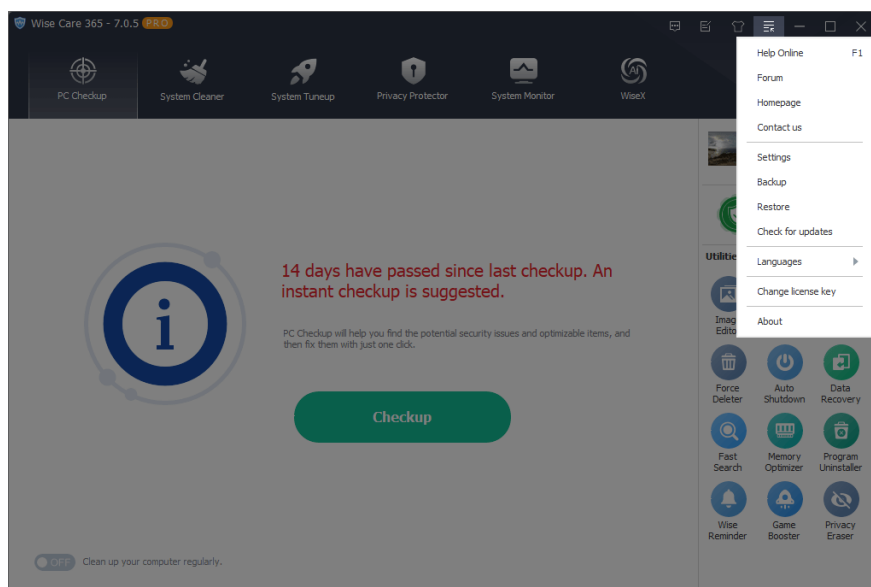 Wise Care 365 - 7.0.5 PRO
PC Checkup
System Cleaner
System Tuneup
Privacy Protector
System Monitor
AI
WiseX
Help Online F1
Forum
Homepage
Contact us
Settings
Backup
Restore
Check for updates
Languages
Change license key
About
14 days have passed since last checkup. An
instant checkup is suggested.
PC Checkup will help you find the potential security issues and optimizable items, and
then fix them with just one click.
Checkup
OFF Clean up your computer regularly.
Utilitie
Imag
Edito
Force
Deleter
Auto
Shutdown
Data
Recovery
Fast
Search
Memory
Optimizer
Program
Uninstaller
Wise
Reminder
Game
Booster
Privacy
Eraser